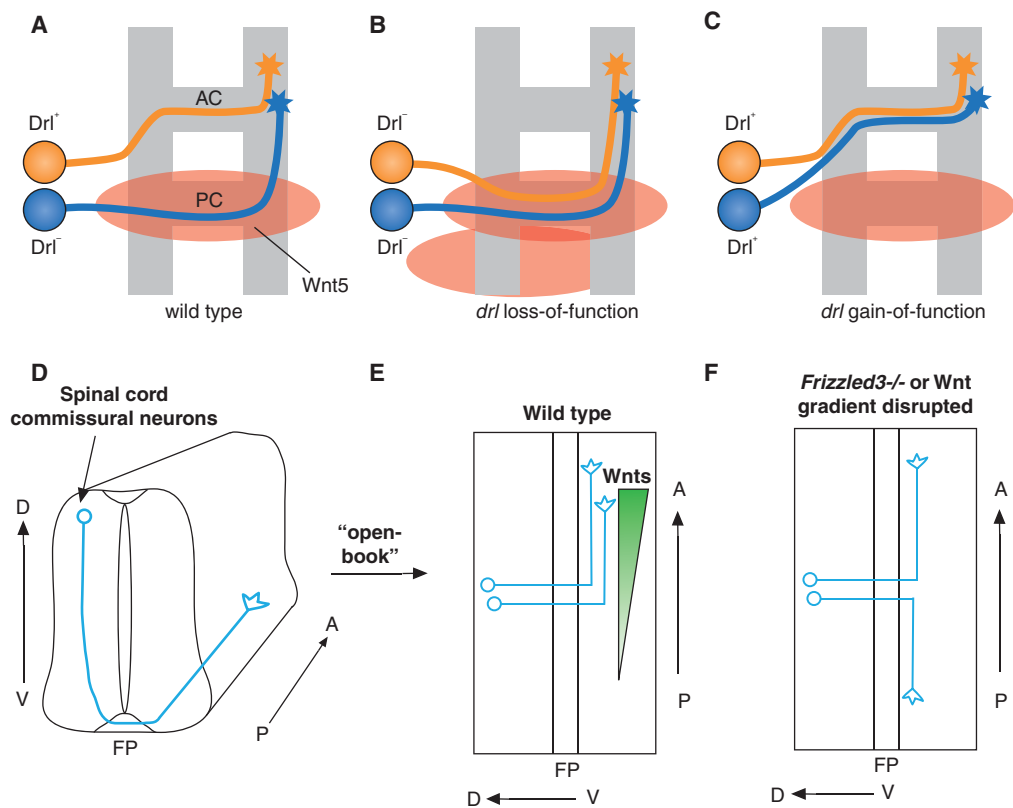 A
AC
Drl+
PC
Drl–
Wnt5
wild type
B
Drl–
Drl–
drl loss-of-function
C
Drl+
Drl+
drl gain-of-function
D
Spinal cord
commissural neurons
D
V
A
P
FP
"open-
book"
E
Wild type
Wnts
A
P
FP
D
V
F
Frizzled3-/- or Wnt
gradient disrupted
A
P
FP
D
V